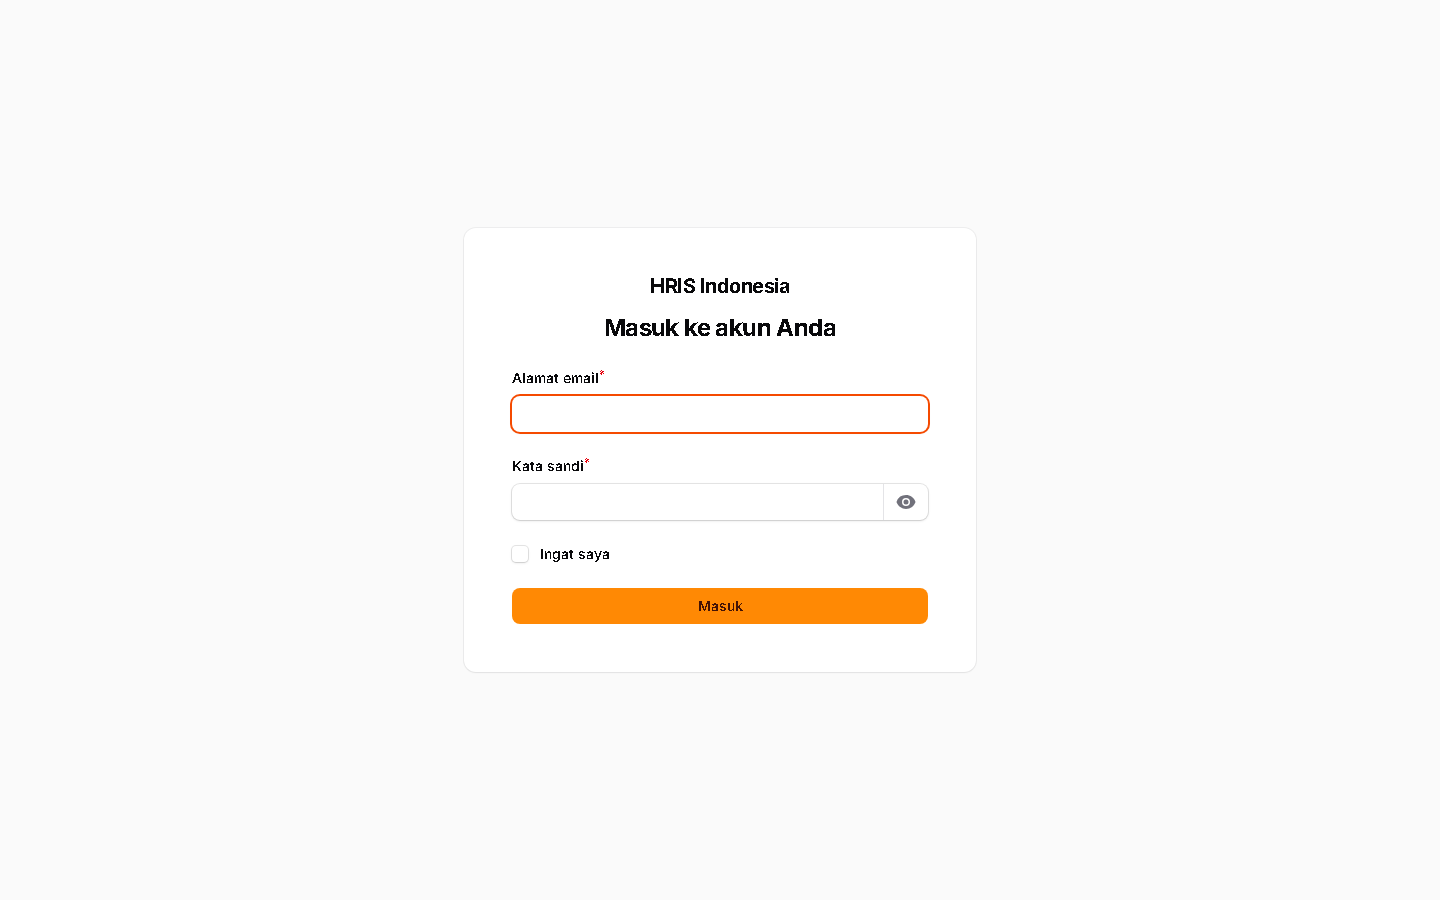 HRIS Indonesia
Masuk ke akun Anda
Alamat email*
Kata sandi*
Ingat saya
Masuk